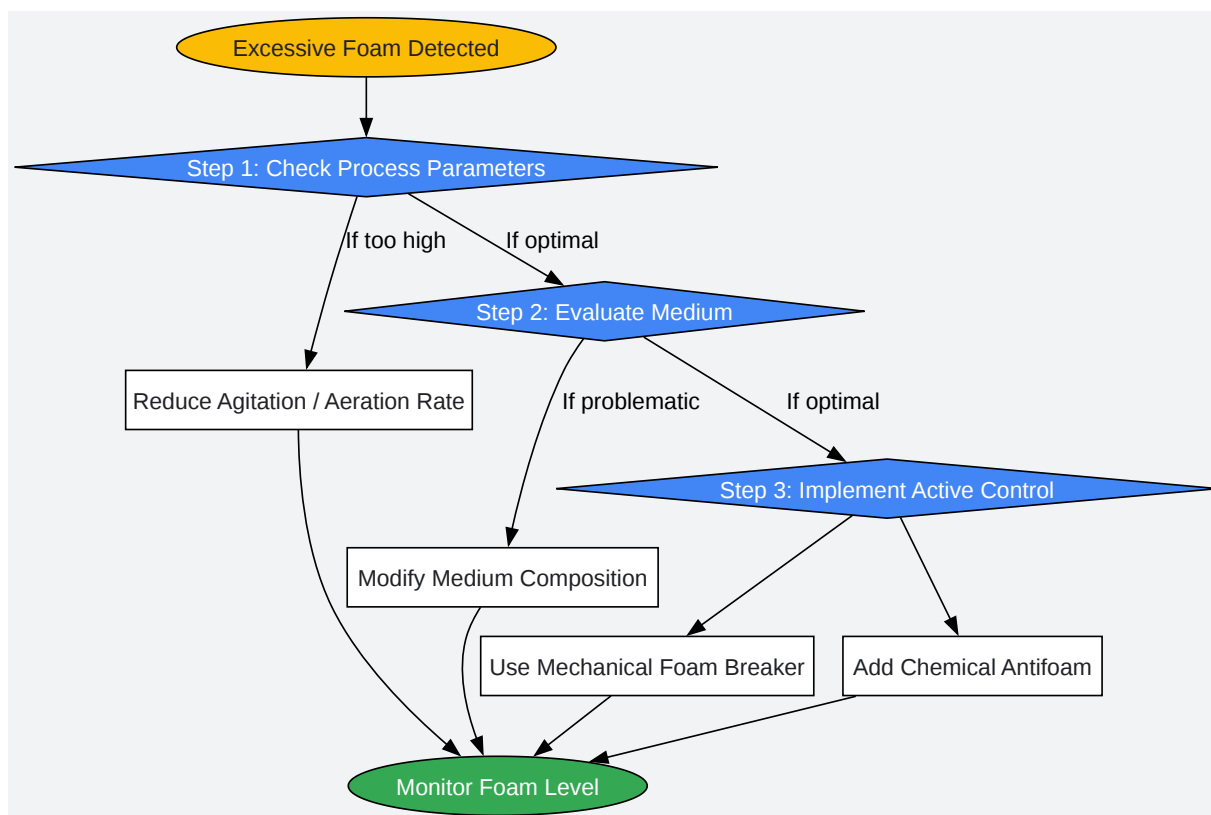 Excessive Foam Detected
Step 1: Check Process Parameters
If too high
If optimal
Step 2: Evaluate Medium
Reduce Agitation / Aeration Rate
If problematic
If optimal
Step 3: Implement Active Control
Modify Medium Composition
Use Mechanical Foam Breaker
Add Chemical Antifoam
Monitor Foam Level